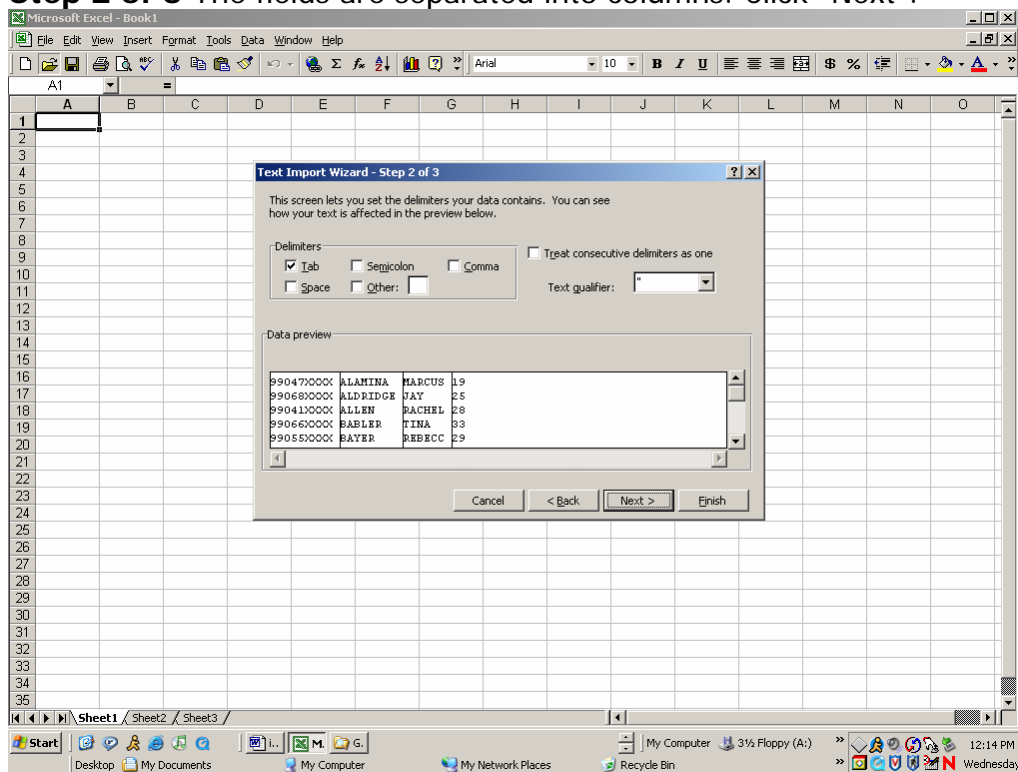 Step 2 of 3 The fields are separated into columns. Click "Next".
Microsoft Excel - Book1
File Edit View Insert Format Tools Data Window Help
Arial 10 B I U $ %
A1 =
A B C D E F G H I J K L M N O
1
2
3
4
5
6
7
8
9
10
11
12
13
14
15
16
17
18
19
20
21
22
23
24
25
26
27
28
29
30
31
32
33
34
35
Text Import Wizard - Step 2 of 3
This screen lets you set the delimiters your data contains. You can see
how your text is affected in the preview below.
Delimiters
Tab Semicolon Comma
Space Other:
Treat consecutive delimiters as one
Text qualifier: "
Data preview
99047XXXX ALAMINA MARCUS 19
99068XXXX ALDRIDGE JAY 25
99041XXXX ALLEN RACHEL 28
99066XXXX BABLER TINA 33
99055XXXX BAYER REBECC 29
Cancel < Back Next > Finish
Sheet1 Sheet2 Sheet3
Start i.. M. G. My Computer 3½ Floppy (A:) » 12:14 PM
Desktop My Documents My Computer My Network Places Recycle Bin » Wednesday